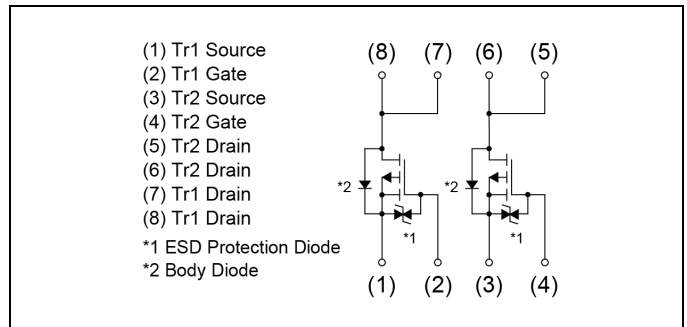 (1) Tr1 Source
(2) Tr1 Gate
(3) Tr2 Source
(4) Tr2 Gate
(5) Tr2 Drain
(6) Tr2 Drain
(7) Tr1 Drain
(8) Tr1 Drain
*1 ESD Protection Diode
*2 Body Diode
(8) (7) (6) (5)
*2 *2
*1 *1
(1) (2) (3) (4)